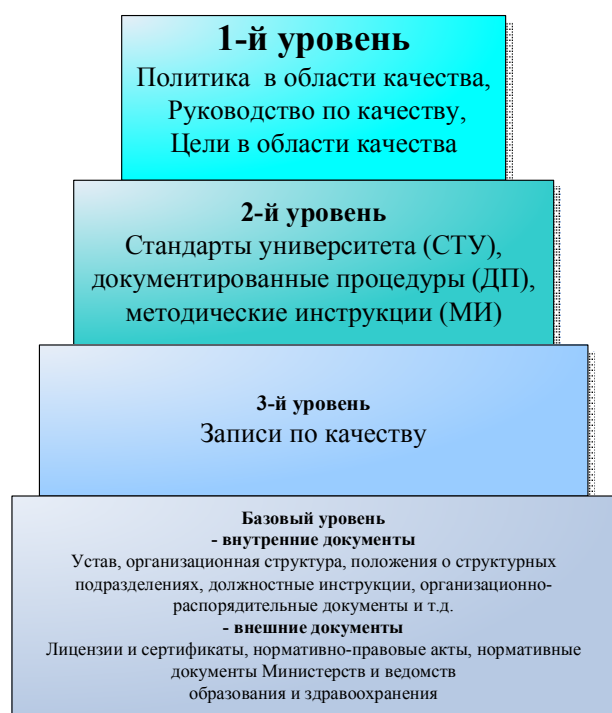 1-й уровень
Политика в области качества,
Руководство по качеству,
Цели в области качества
2-й уровень
Стандарты университета (СТУ),
документированные процедуры (ДП),
методические инструкции (МИ)
3-й уровень
Записи по качеству
Базовый уровень
- внутренние документы
Устав, организационная структура, положения о структурных
подразделениях, должностные инструкции, организационно-
распорядительные документы и т.д.
- внешние документы
Лицензии и сертификаты, нормативно-правовые акты, нормативные
документы Министерств и ведомств
образования и здравоохранения